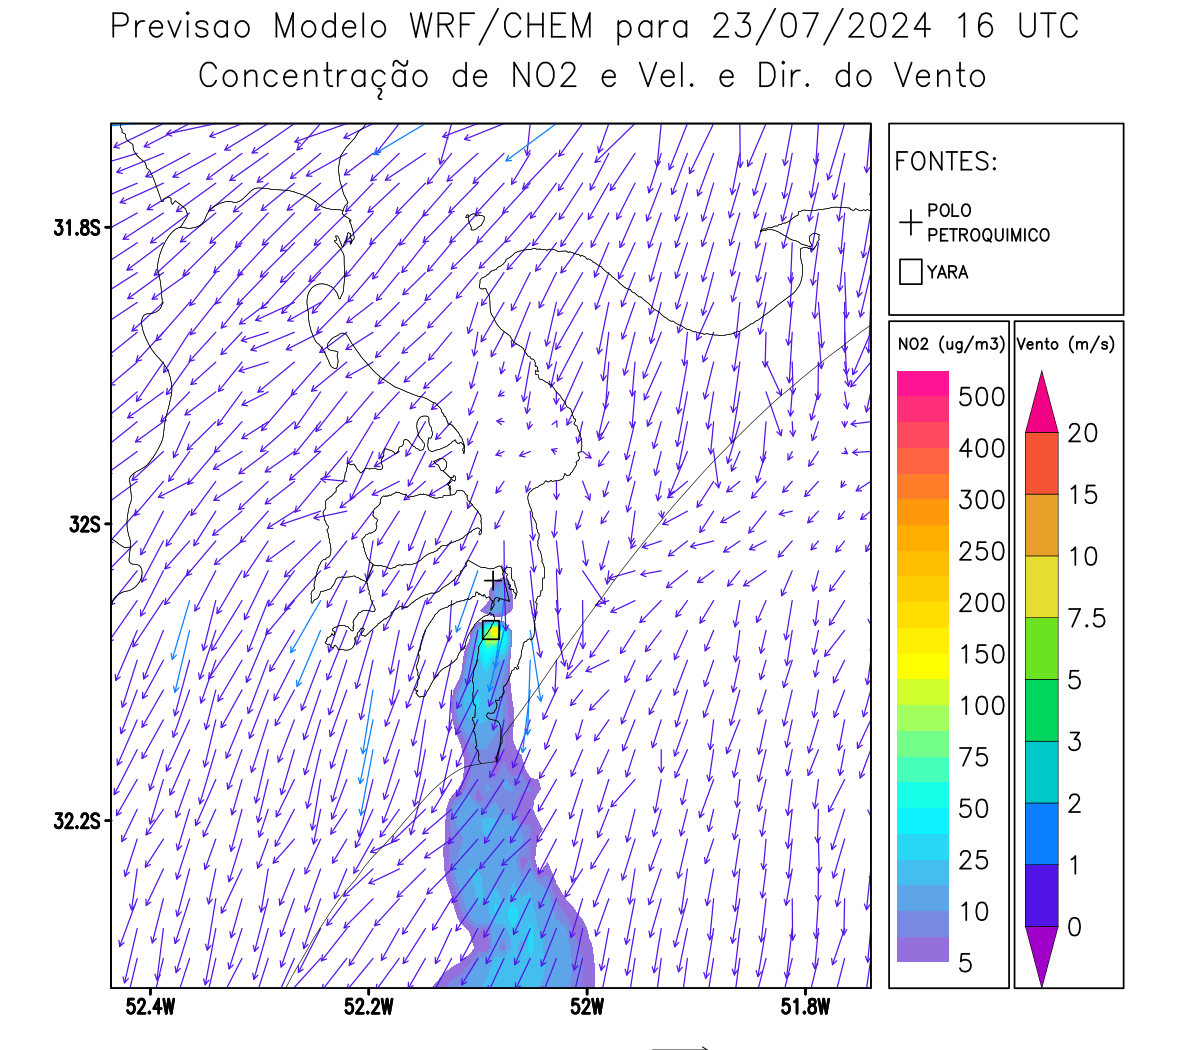 Previsao Modelo WRF/CHEM para 23/07/2024 16 UTC
Concentração de NO2 e Vel. e Dir. do Vento
FONTES:
POLO
PETROQUIMICO
YARA
NO2 (ug/m3)
500
400
300
250
200
150
100
75
50
25
10
5
Vento (m/s)
20
15
10
7.5
5
3
2
1
0
31.8S
32S
32.2S
52.4W
52.2W
52W
51.8W